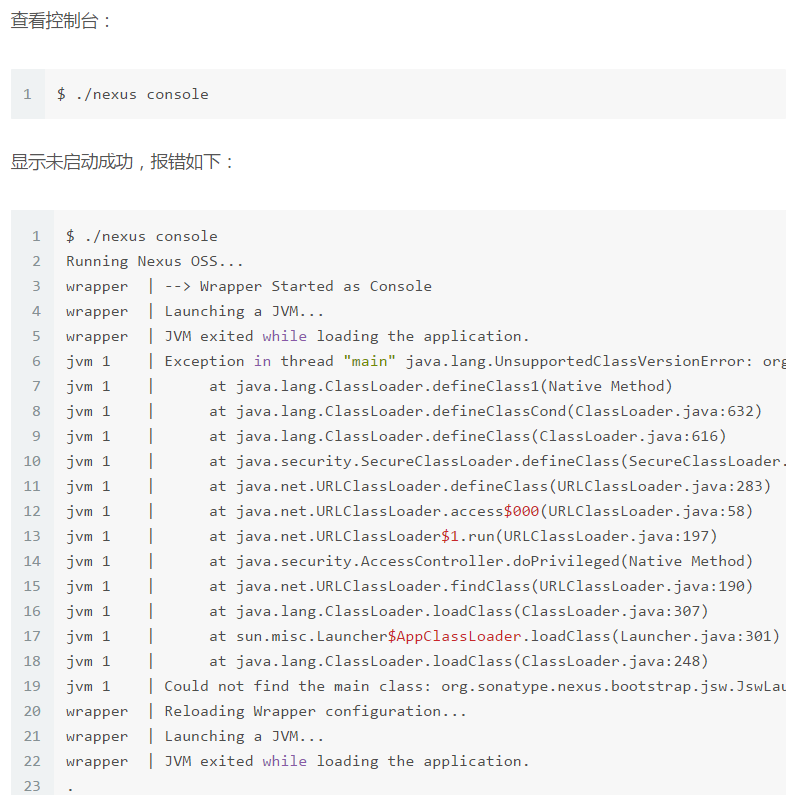 查看控制台：
1 $ ./nexus console
显示未启动成功，报错如下：
1 $ ./nexus console
2 Running Nexus OSS...
3 wrapper  | --> Wrapper Started as Console
4 wrapper  | Launching a JVM...
5 wrapper  | JVM exited while loading the application.
6 jvm 1    | Exception in thread "main" java.lang.UnsupportedClassVersionError: org
7 jvm 1    |     at java.lang.ClassLoader.defineClass1(Native Method)
8 jvm 1    |     at java.lang.ClassLoader.defineClassCond(ClassLoader.java:632)
9 jvm 1    |     at java.lang.ClassLoader.defineClass(ClassLoader.java:616)
10 jvm 1    |     at java.security.SecureClassLoader.defineClass(SecureClassLoader.
11 jvm 1    |     at java.net.URLClassLoader.defineClass(URLClassLoader.java:283)
12 jvm 1    |     at java.net.URLClassLoader.access$000(URLClassLoader.java:58)
13 jvm 1    |     at java.net.URLClassLoader$1.run(URLClassLoader.java:197)
14 jvm 1    |     at java.security.AccessController.doPrivileged(Native Method)
15 jvm 1    |     at java.net.URLClassLoader.findClass(URLClassLoader.java:190)
16 jvm 1    |     at java.lang.ClassLoader.loadClass(ClassLoader.java:307)
17 jvm 1    |     at sun.misc.Launcher$AppClassLoader.loadClass(Launcher.java:301)
18 jvm 1    |     at java.lang.ClassLoader.loadClass(ClassLoader.java:248)
19 jvm 1    | Could not find the main class: org.sonatype.nexus.bootstrap.jsw.JswLau
20 wrapper  | Reloading Wrapper configuration...
21 wrapper  | Launching a JVM...
22 wrapper  | JVM exited while loading the application.
23 .